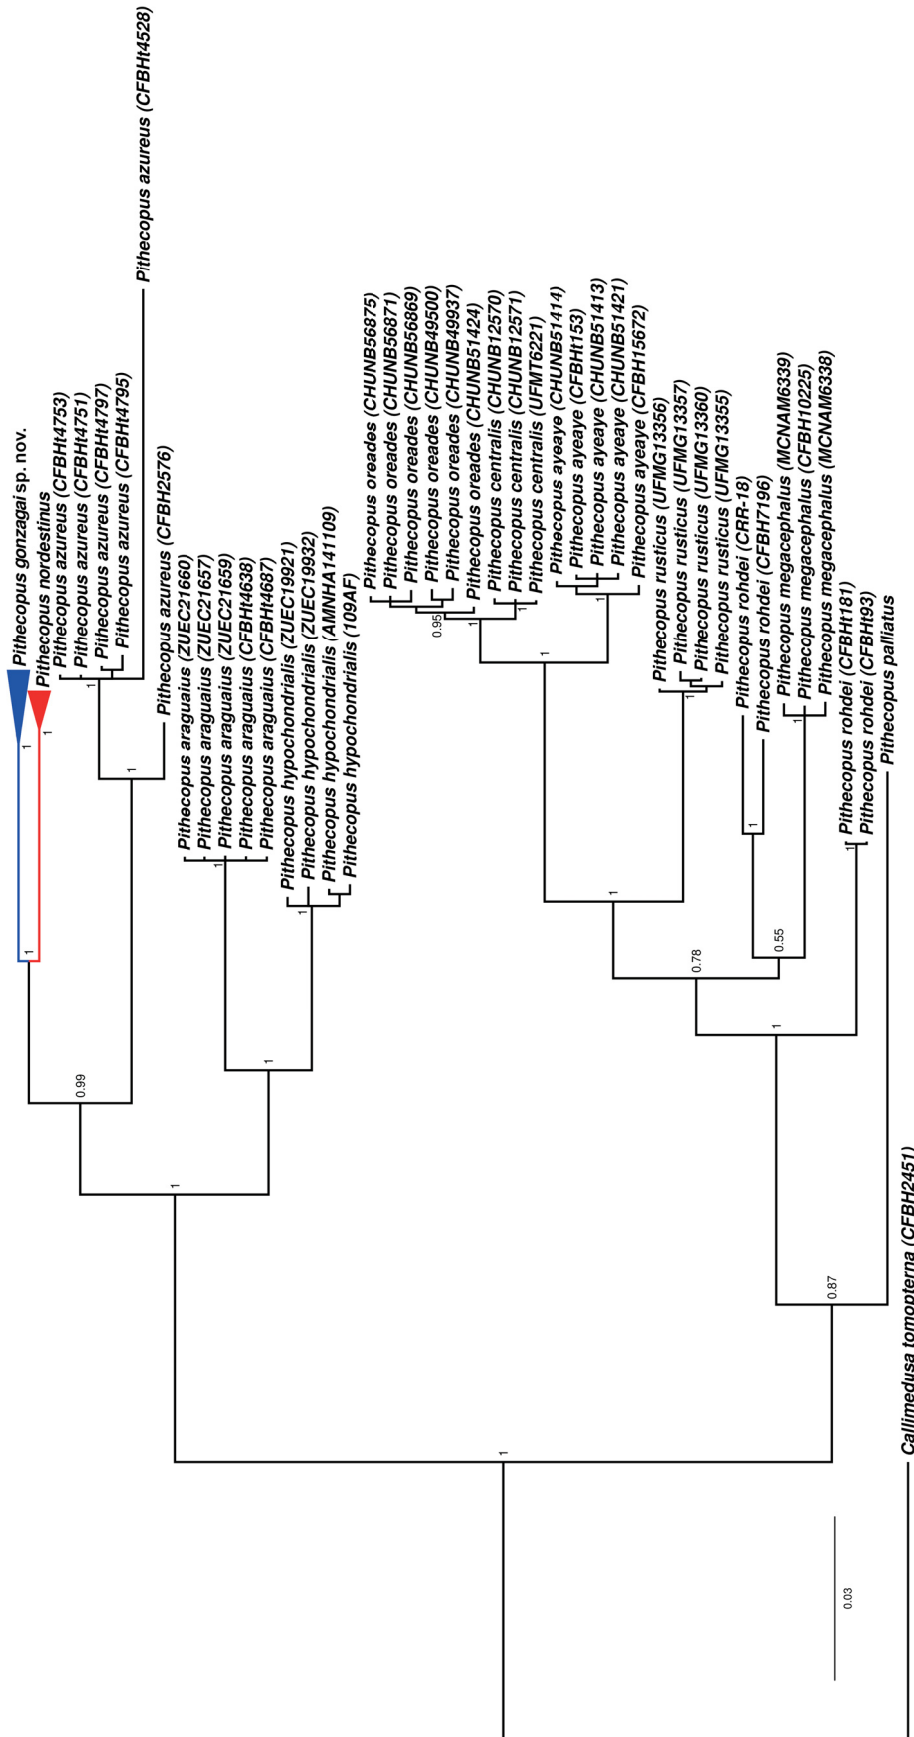 Pithecopus gonzagai sp. nov.
Pithecopus nordestinus
Pithecopus azureus (CFBHt4753)
Pithecopus azureus (CFBHt4751)
Pithecopus azureus (CFBHt4797)
Pithecopus azureus (CFBHt4795)
Pithecopus azureus (CFBHt4528)
Pithecopus azureus (CFBH2576)
Pithecopus araguaius (ZUEC21660)
Pithecopus araguaius (ZUEC21657)
Pithecopus araguaius (ZUEC21659)
Pithecopus araguaius (CFBHt4638)
Pithecopus araguaius (CFBHt4687)
Pithecopus hypochondrialis (ZUEC19921)
Pithecopus hypochondrialis (ZUEC19932)
Pithecopus hypochondrialis (AMNHA141109)
Pithecopus hypochondrialis (109AF)
Pithecopus oreades (CHUNB56875)
Pithecopus oreades (CHUNB56871)
Pithecopus oreades (CHUNB56869)
Pithecopus oreades (CHUNB49500)
Pithecopus oreades (CHUNB49937)
Pithecopus oreades (CHUNB51424)
Pithecopus centralis (CHUNB12570)
Pithecopus centralis (CHUNB12571)
Pithecopus centralis (UFMT6221)
Pithecopus ayeaye (CHUNB51414)
Pithecopus ayeaye (CFBHt153)
Pithecopus ayeaye (CHUNB51413)
Pithecopus ayeaye (CHUNB51421)
Pithecopus ayeaye (CFBH15672)
Pithecopus rusticus (UFMG13356)
Pithecopus rusticus (UFMG13357)
Pithecopus rusticus (UFMG13360)
Pithecopus rusticus (UFMG13355)
Pithecopus rohdei (CRR-18)
Pithecopus rohdei (CFBH7196)
Pithecopus megacephalus (MCNAM6339)
Pithecopus megacephalus (CFBH10225)
Pithecopus megacephalus (MCNAM6338)
Pithecopus rohdei (CFBHt181)
Pithecopus rohdei (CFBHt93)
Pithecopus palliatus
Callimedusa tomopterna (CFBH2451)
1
1
1
1
1
0.99
1
1
1
1
0.95
1
1
1
1
1
1
1
0.78
1
0.55
1
1
1
0.87
1
0.03